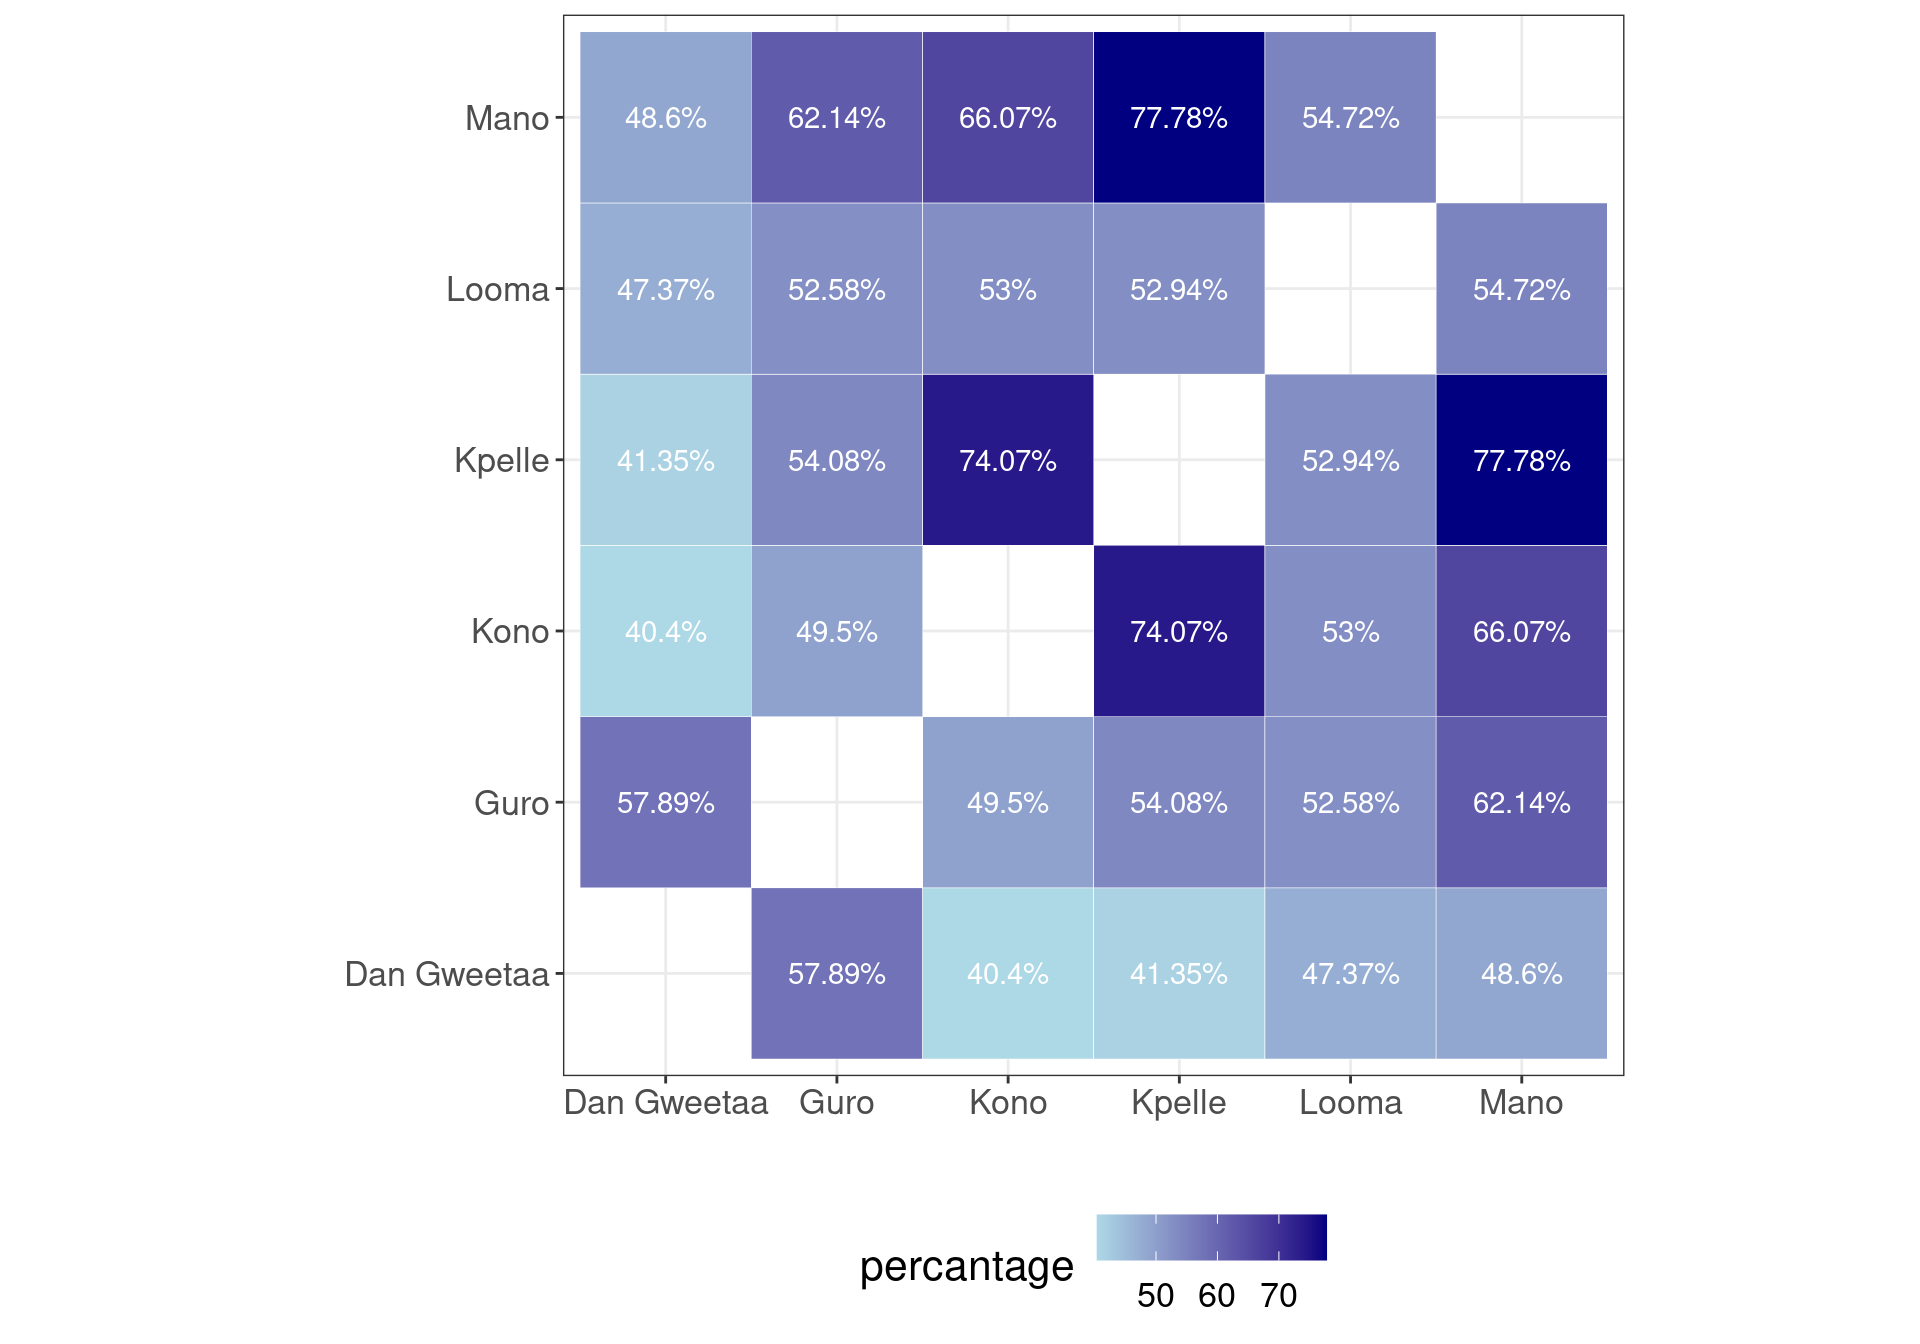 Mano 48.6% 62.14% 66.07% 77.78% 54.72%
Looma 47.37% 52.58% 53% 52.94% 54.72%
Kpelle 41.35% 54.08% 74.07% 52.94% 77.78%
Kono 40.4% 49.5% 74.07% 53% 66.07%
Guro 57.89% 49.5% 54.08% 52.58% 62.14%
Dan Gweetaa 57.89% 40.4% 41.35% 47.37% 48.6%
Dan Gweetaa Guro Kono Kpelle Looma Mano
percantage
50 60 70